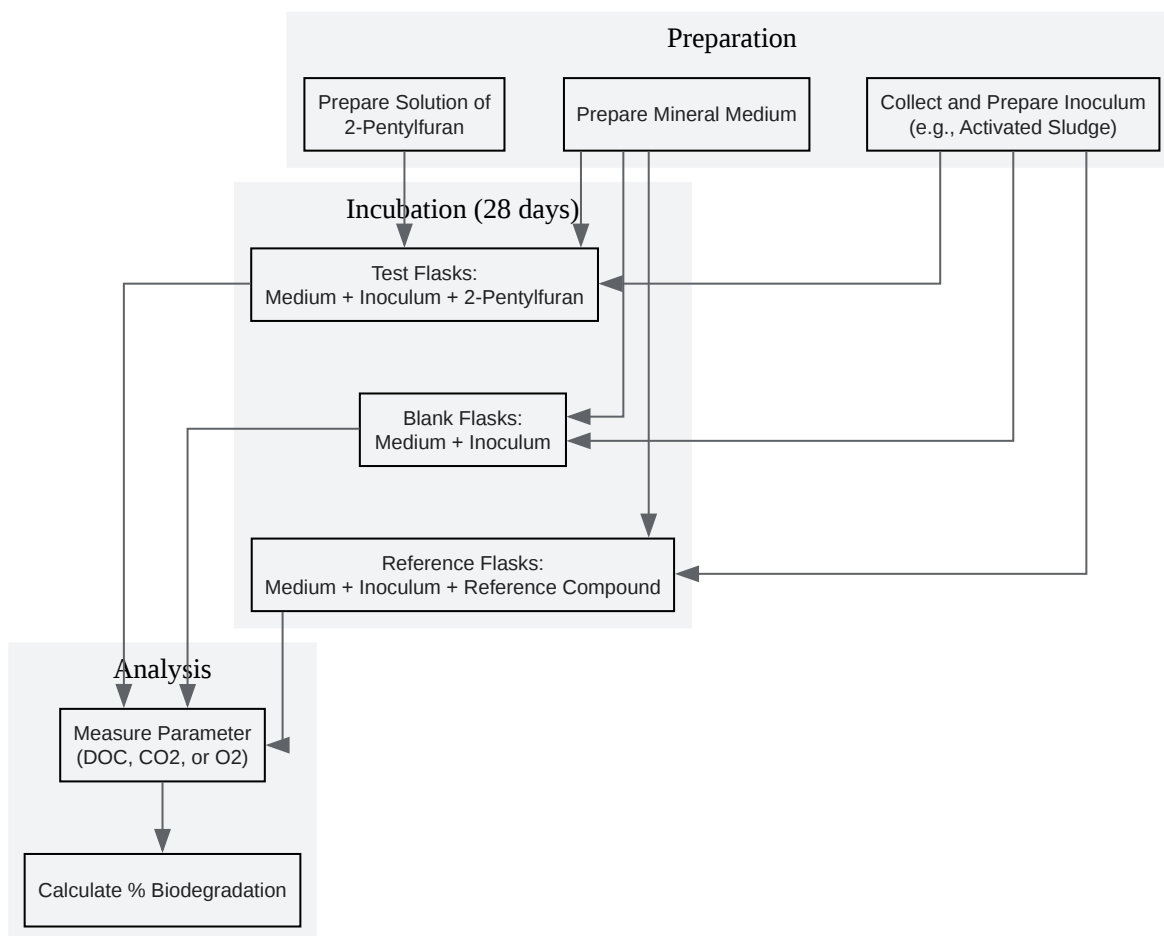 Preparation
Prepare Solution of
2-Pentylfuran
Prepare Mineral Medium
Collect and Prepare Inoculum
(e.g., Activated Sludge)
Incubation (28 days)
Test Flasks:
Medium + Inoculum + 2-Pentylfuran
Blank Flasks:
Medium + Inoculum
Reference Flasks:
Medium + Inoculum + Reference Compound
Analysis
Measure Parameter
(DOC, CO2, or O2)
Calculate % Biodegradation